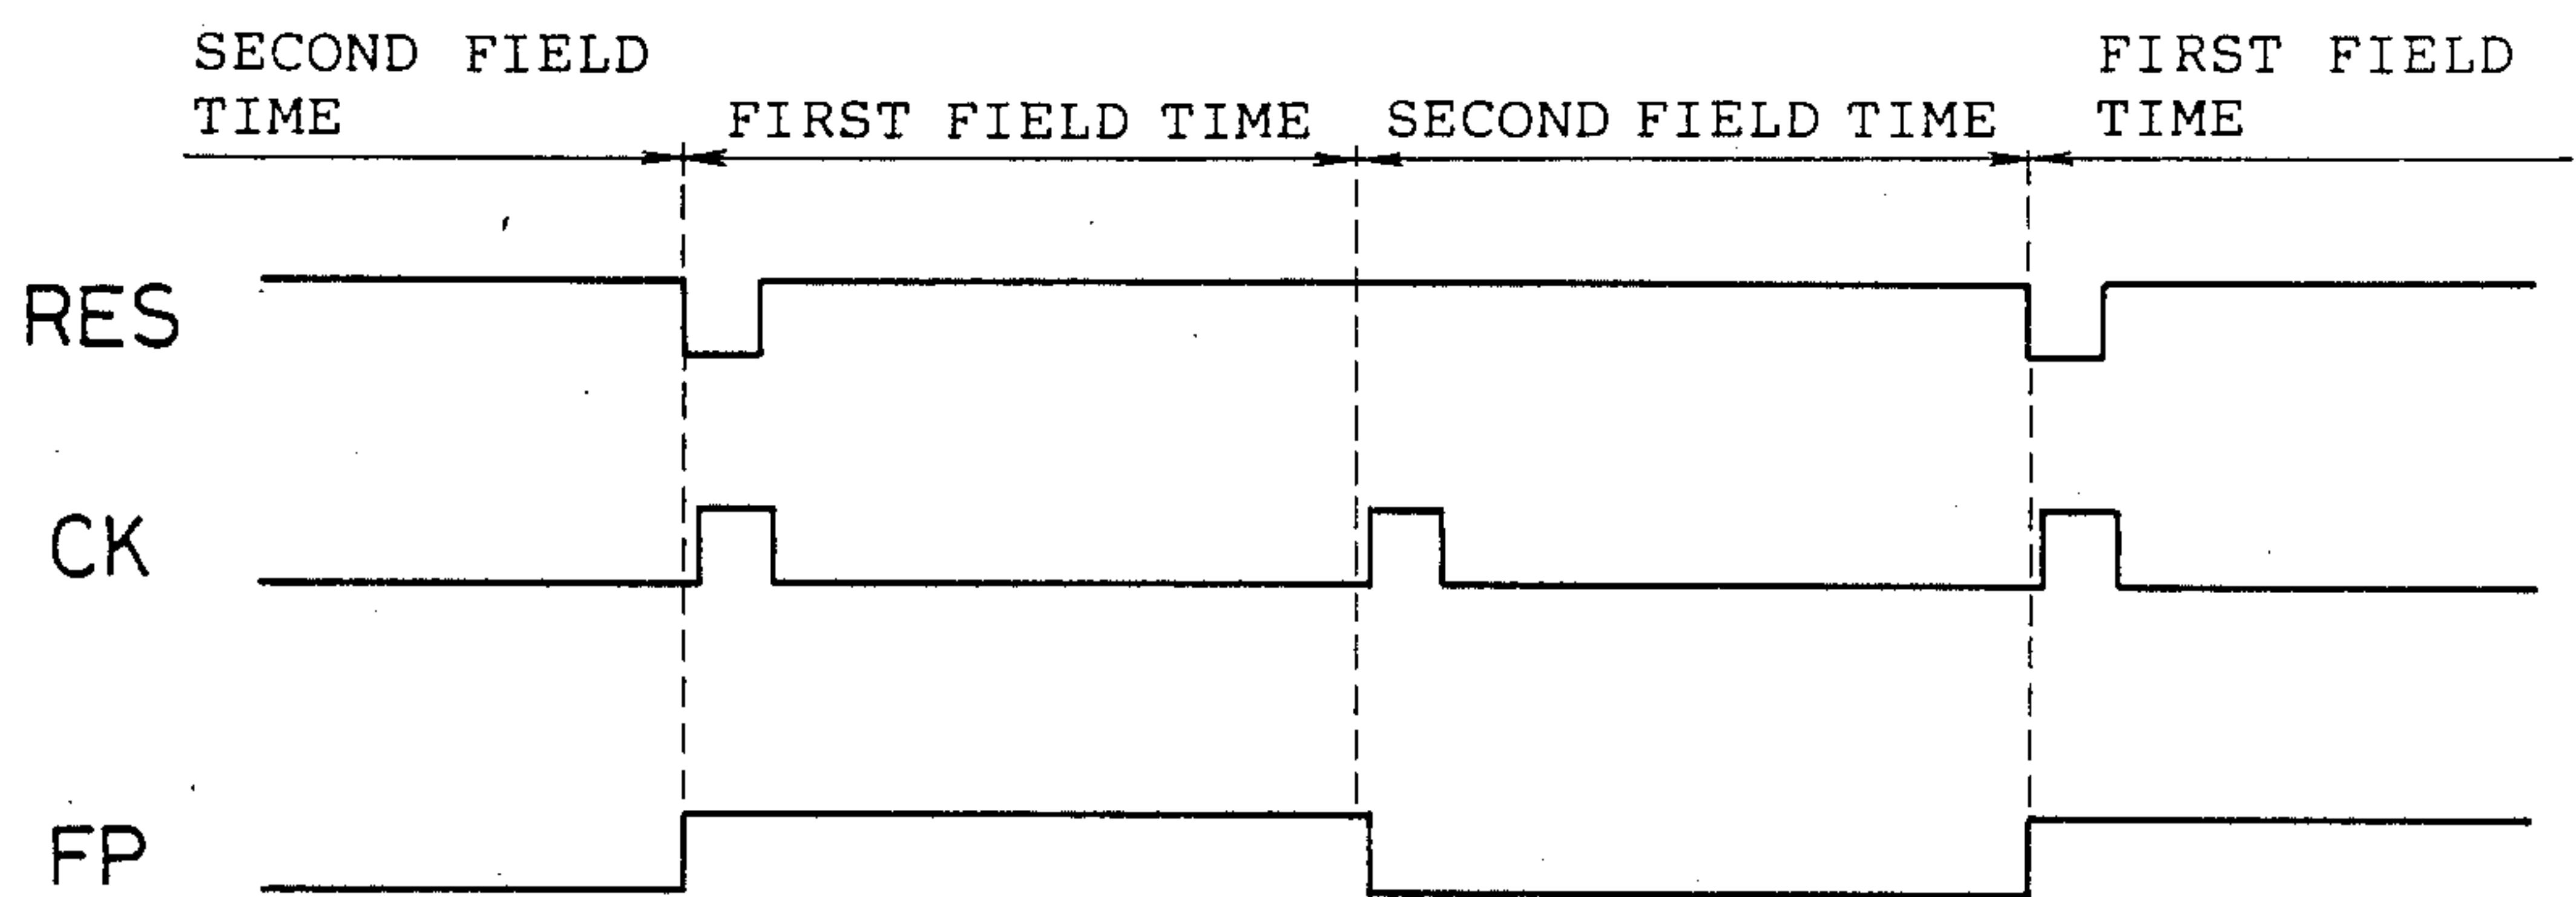 SECOND FIELD
TIME
FIRST FIELD TIME
SECOND FIELD TIME
FIRST FIELD
TIME
RES
CK
FP